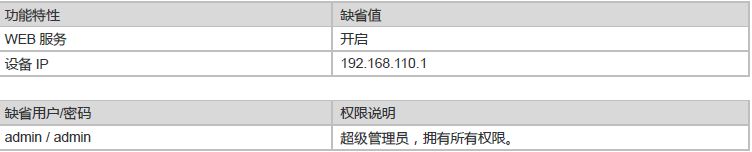 功能特性 缺省值
WEB 服务 开启
设备 IP 192.168.110.1
缺省用户/密码 权限说明
admin / admin 超级管理员，拥有所有权限。